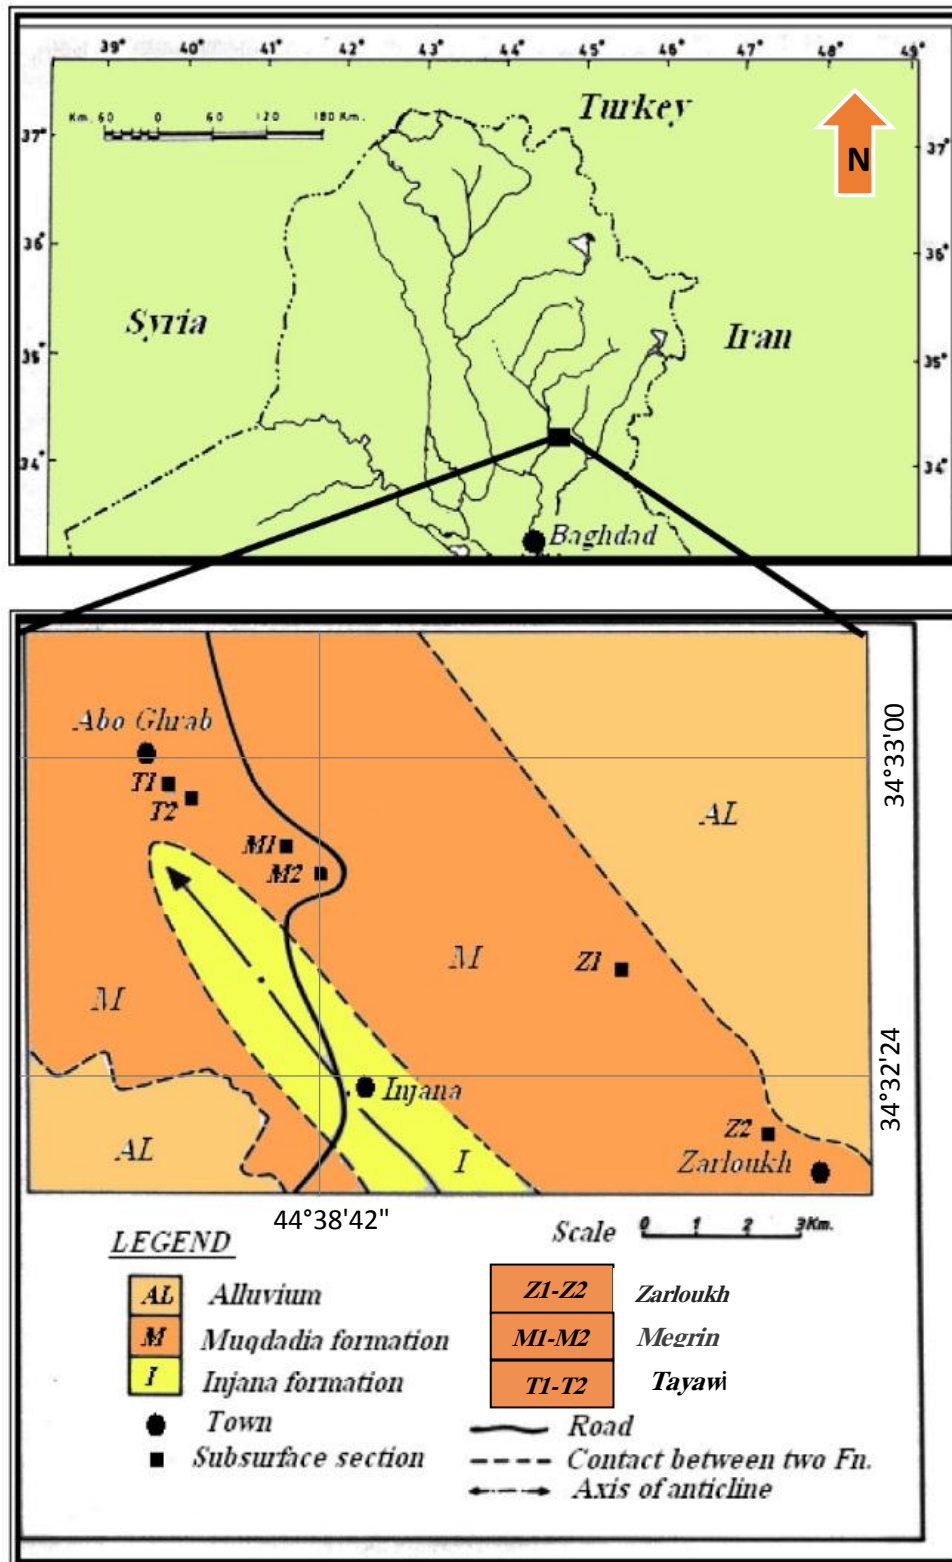 39° 40° 41° 42° 43° 44° 45° 46° 47° 48° 49°
Km. 60 0 60 120 180 Km.
Turkey
N
37° 37°
36° 36°
Syria
Iran
35° 35°
34° 34°
Baghdad
Abo Ghrab
34°33'00
T1
T2
AL
M1
M2
M
Z1
M
34°32'24
Injana
Z2
AL
I
Zarloukh
44°38'42"
Scale 0 1 2 3Km.
LEGEND
AL Alluvium
M Muqdadia formation
I Injana formation
Town
Subsurface section
Z1-Z2 Zarloukh
M1-M2 Megrin
T1-T2 Tayawi
Road
Contact between two Fn.
Axis of anticline